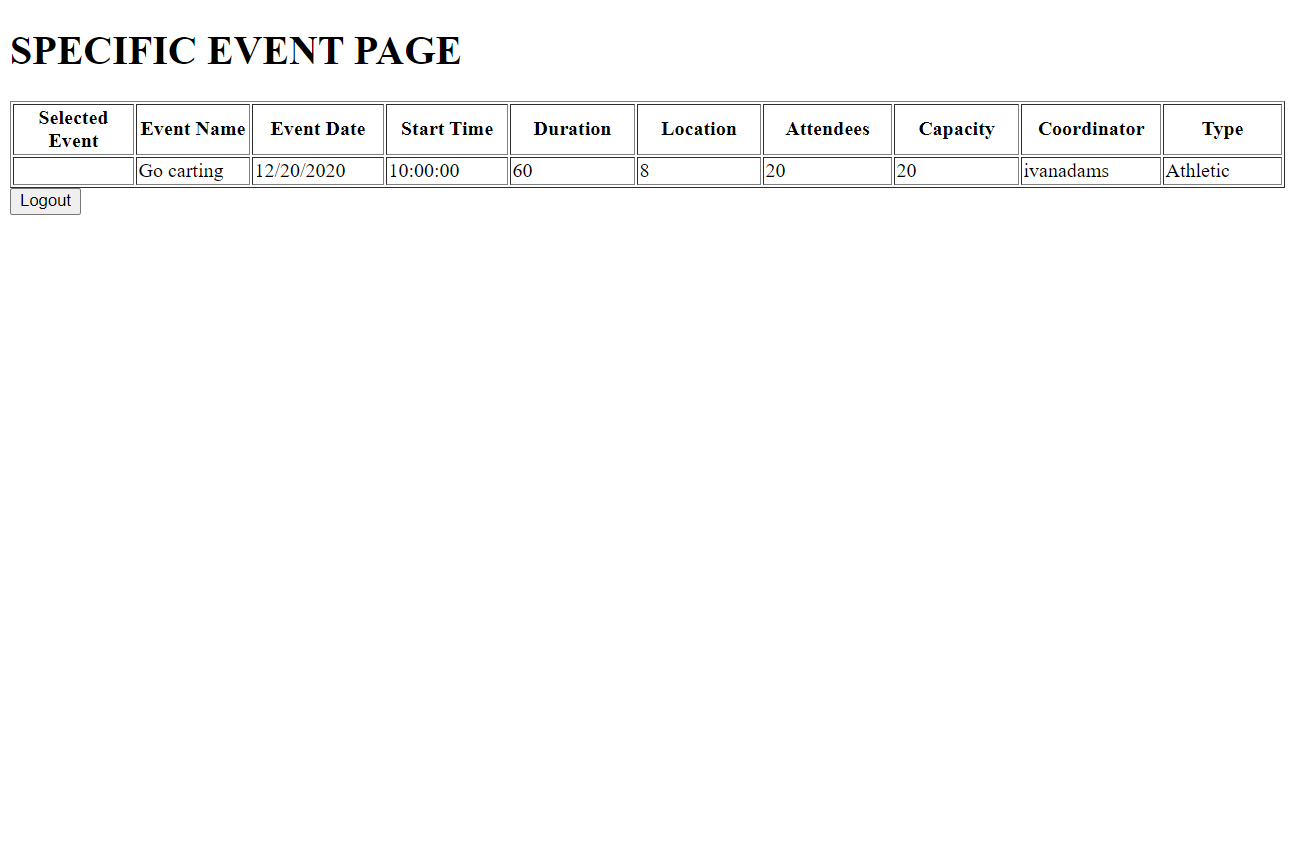 SPECIFIC EVENT PAGE
Selected Event Event Name Event Date Start Time Duration Location Attendees Capacity Coordinator Type
Go carting 12/20/2020 10:00:00 60 8 20 20 ivanadams Athletic
Logout